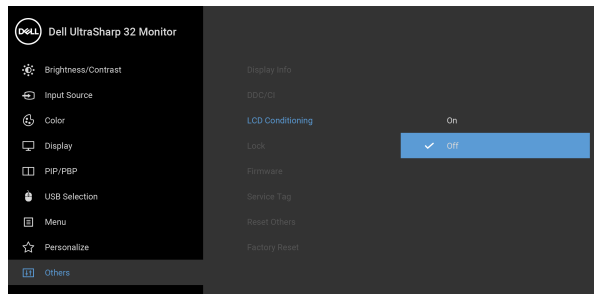 DELL Dell UltraSharp 32 Monitor
Brightness/Contrast Display Info
Input Source DDC/CI
Color LCD Conditioning On
Display Lock Off
PIP/PBP Firmware
USB Selection Service Tag
Menu Reset Others
Personalize Factory Reset
Others